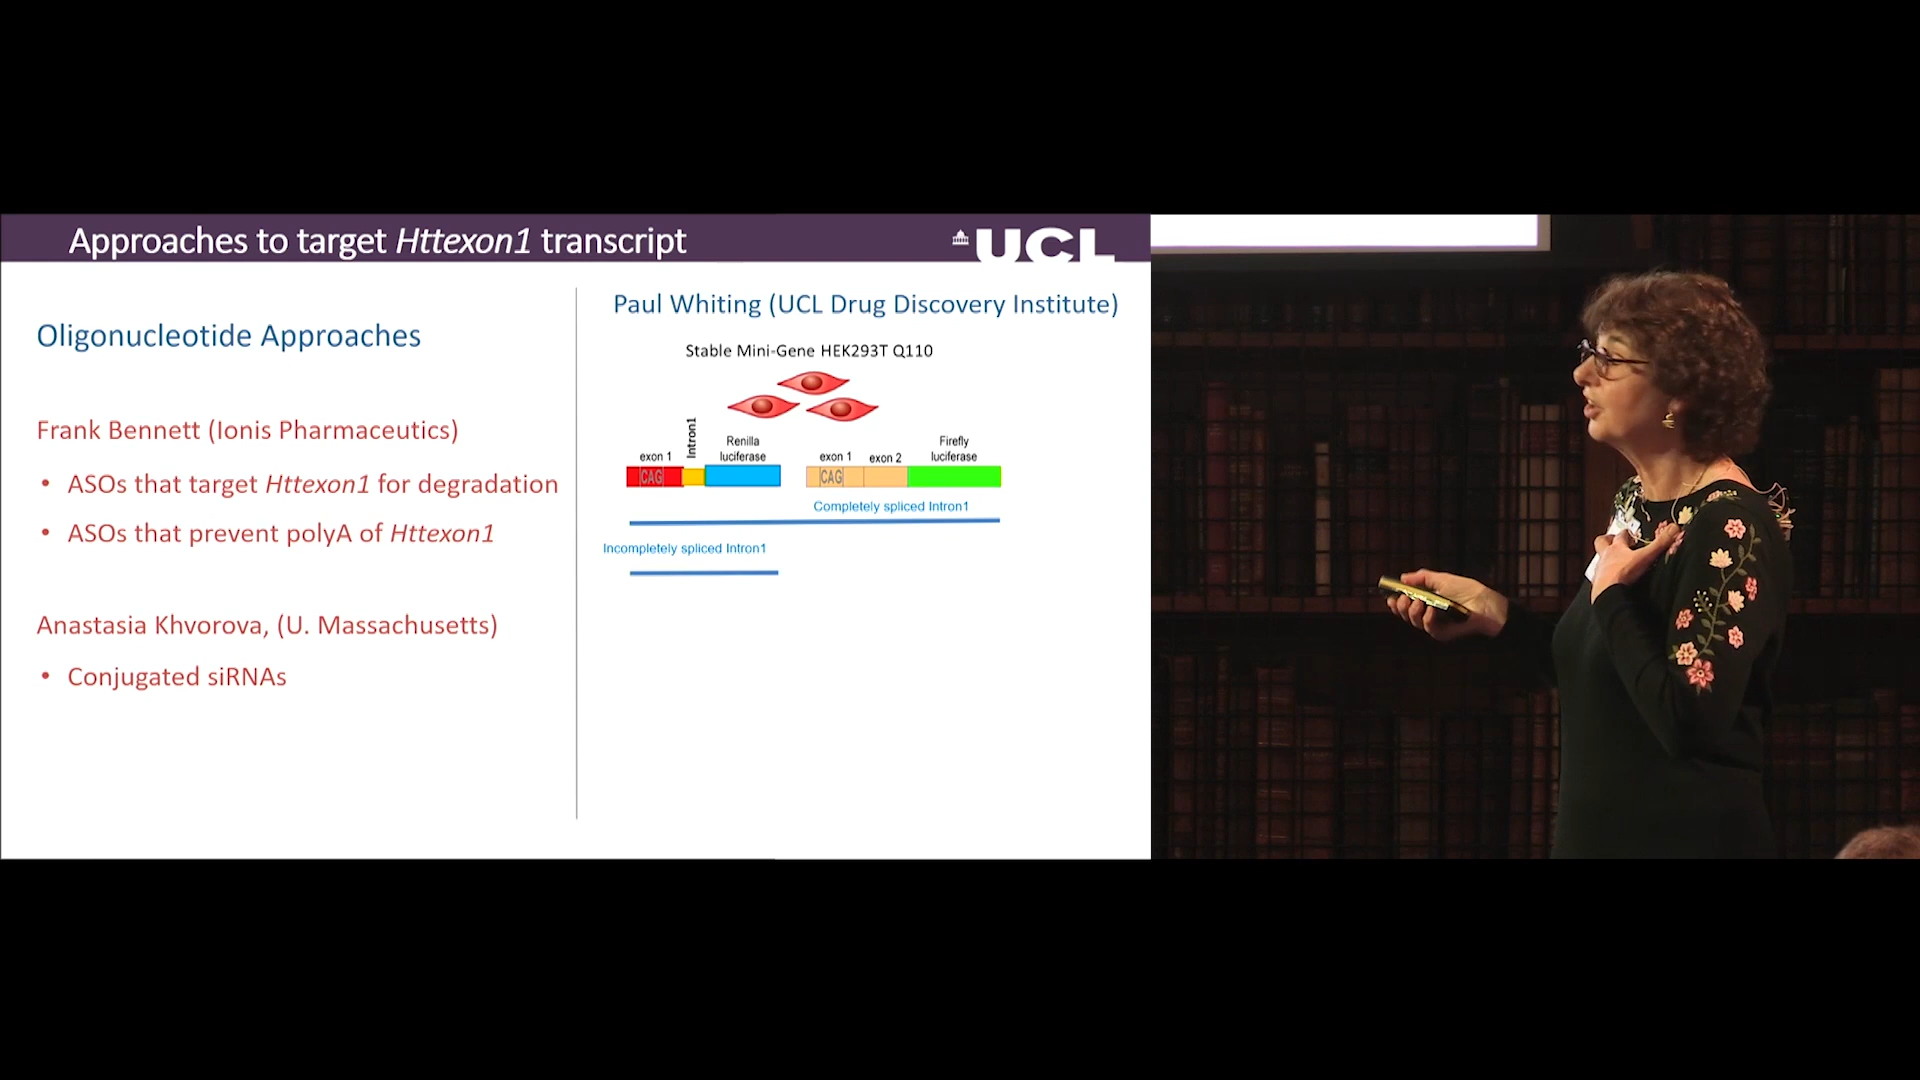 Approaches to target Httexon1 transcript
UCL
Oligonucleotide Approaches
Frank Bennett (Ionis Pharmaceutics)
• ASOs that target Httexon1 for degradation
• ASOs that prevent polyA of Httexon1
Anastasia Khvorova, (U. Massachusetts)
• Conjugated siRNAs
Paul Whiting (UCL Drug Discovery Institute)
Stable Mini-Gene HEK293T Q110
exon 1
Intron1
Renilla
luciferase
CAG
exon 1
exon 2
Firefly
luciferase
CAG
Completely spliced Intron1
Incompletely spliced Intron1